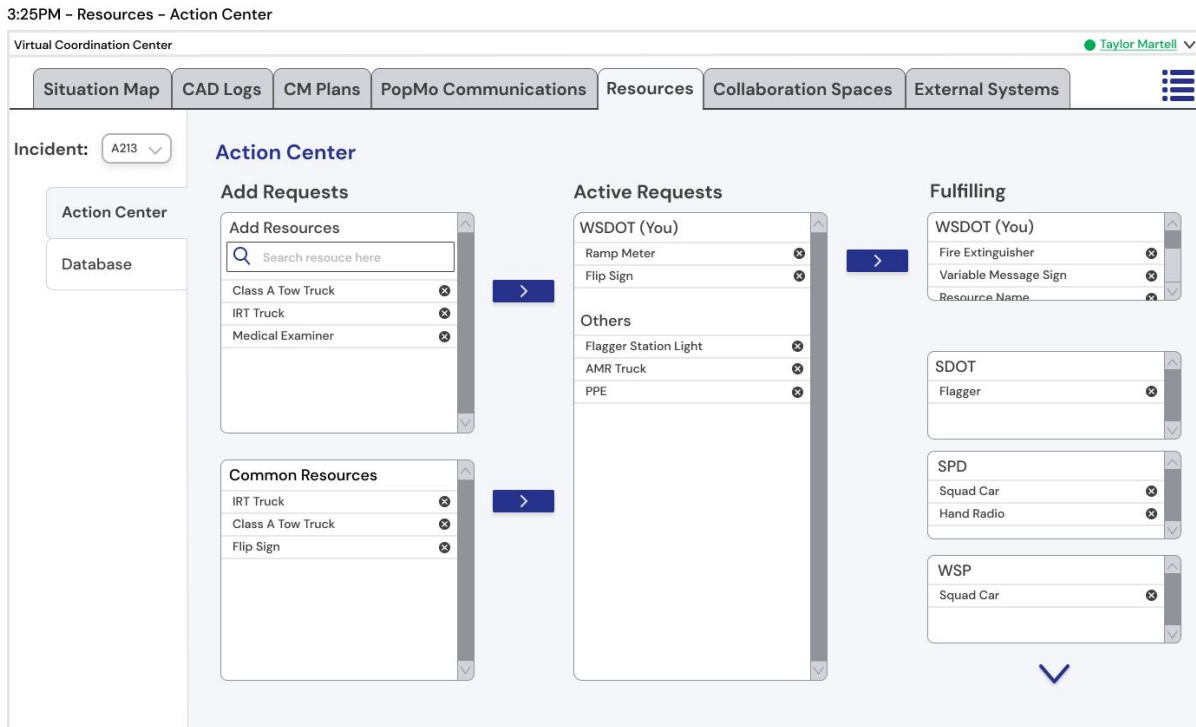 3:25PM - Resources - Action Center
Virtual Coordination Center
Taylor Martell
Situation Map
CAD Logs
CM Plans
PopMo Communications
Resources
Collaboration Spaces
External Systems
Incident:
A213
Action Center
Database
Action Center
Add Requests
Add Resources
Search resouce here
Class A Tow Truck
IRT Truck
Medical Examiner
Common Resources
IRT Truck
Class A Tow Truck
Flip Sign
Active Requests
WSDOT (You)
Ramp Meter
Flip Sign
Others
Flagger Station Light
AMR Truck
PPE
Fulfilling
WSDOT (You)
Fire Extinguisher
Variable Message Sign
Resource Name
SDOT
Flagger
SPD
Squad Car
Hand Radio
WSP
Squad Car